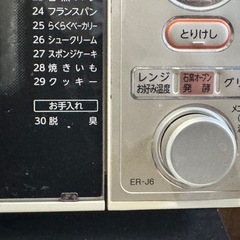 24 フランスパン
25 らくらくベーカリー
26 シュークリーム
27 スポンジケーキ
28 焼きいも
29 クッキー
お手入れ
30 脱臭
とりけし
レンジ
お好み温度
石窯オーブン
発酵
グリ
ER-J6